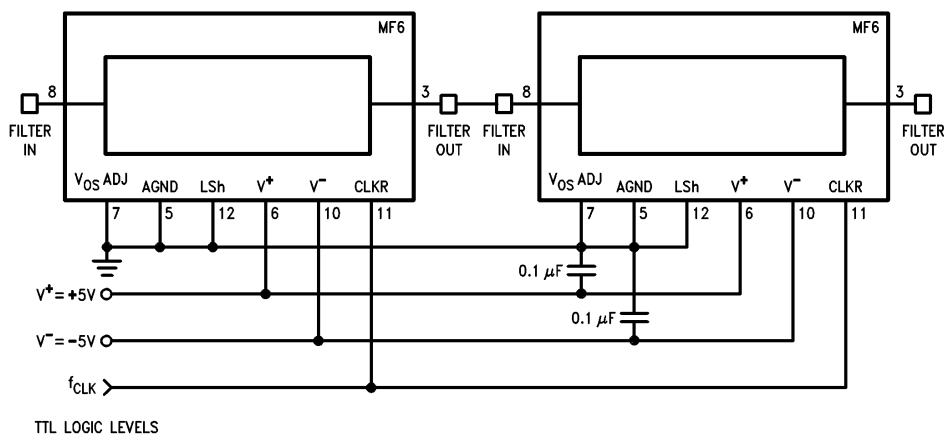 MF6 MF6
8 3 8 3
FILTER IN FILTER OUT FILTER IN FILTER OUT
VOS ADJ AGND LSh V+ V− CLKR VOS ADJ AGND LSh V+ V− CLKR
7 5 12 6 10 11 7 5 12 6 10 11
0.1 μF
V+ = +5V
0.1 μF
V− = −5V
fCLK
TTL LOGIC LEVELS